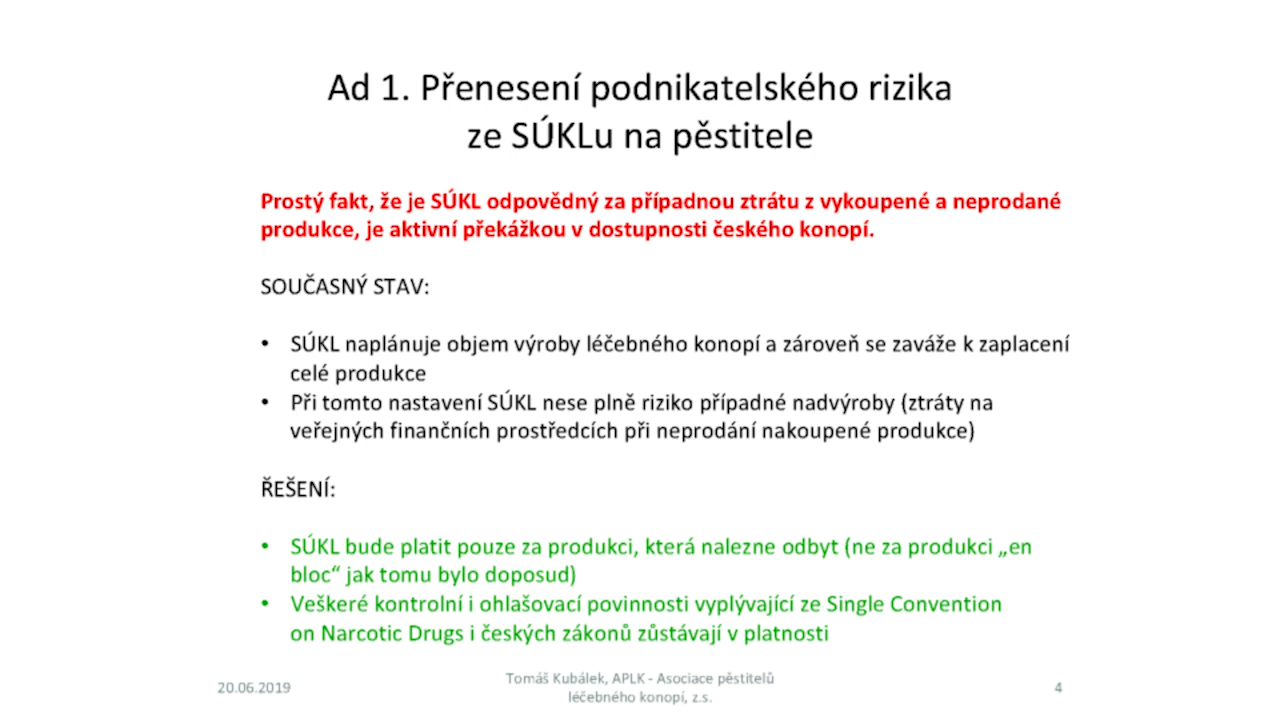 Ad 1. Přenesení podnikatelského rizika
ze SÚKLu na pěstitele
Prostý fakt, že je SÚKL odpovědný za případnou ztrátu z vykoupené a neprodané
produkce, je aktivní překážkou v dostupnosti českého konopí.
SOUČASNÝ STAV:
• SÚKL naplánuje objem výroby léčebného konopí a zároveň se zaváže k zaplacení
celé produkce
• Při tomto nastavení SÚKL nese plně riziko případné nadvýroby (ztráty na
veřejných finančních prostředcích při neprodání nakoupené produkce)
ŘEŠENÍ:
• SÚKL bude platit pouze za produkci, která nalezne odbyt (ne za produkci „en
bloc“ jak tomu bylo doposud)
• Veškeré kontrolní i ohlašovací povinnosti vyplývající ze Single Convention
on Narcotic Drugs i českých zákonů zůstávají v platnosti
20.06.2019
Tomáš Kubálek, APLK - Asociace pěstitelů
léčebného konopí, z.s.
4